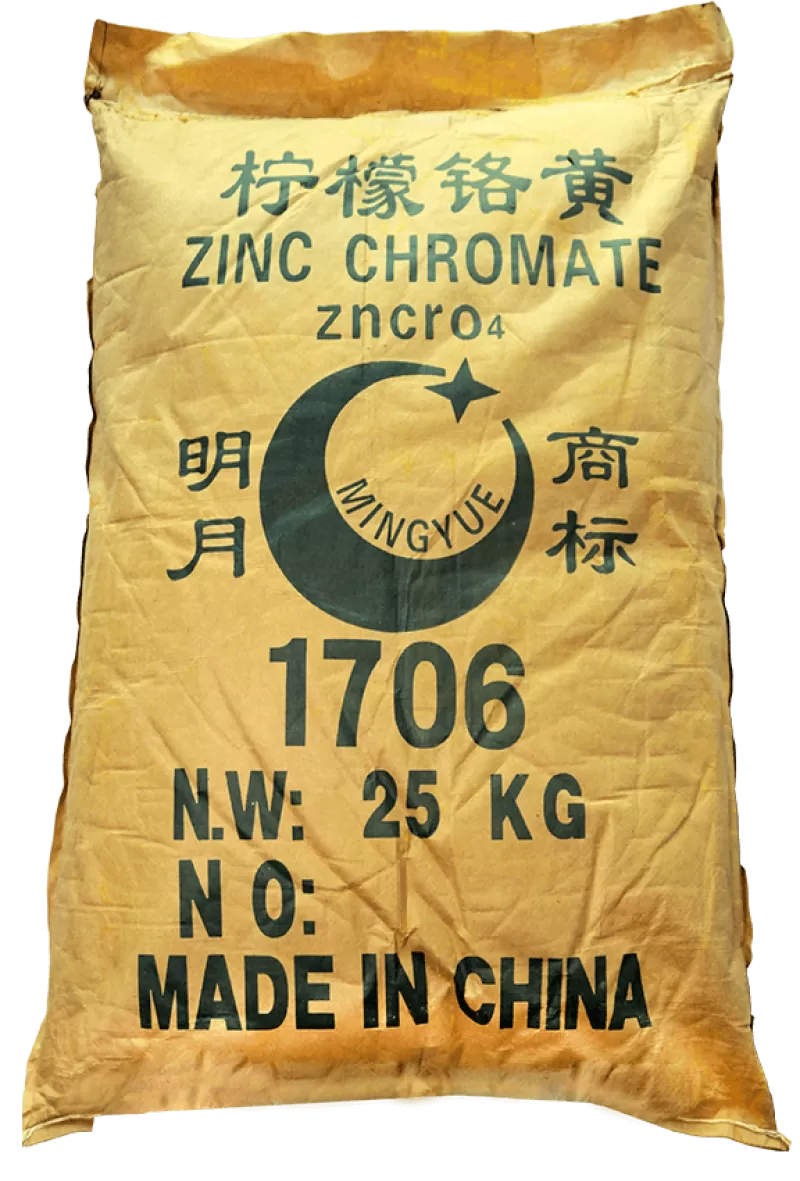 柠檬铬黄
ZINC CHROMATE
zncro₄
明月
MINGYUE
商标
1706
N.W: 25 KG
N O:
MADE IN CHINA